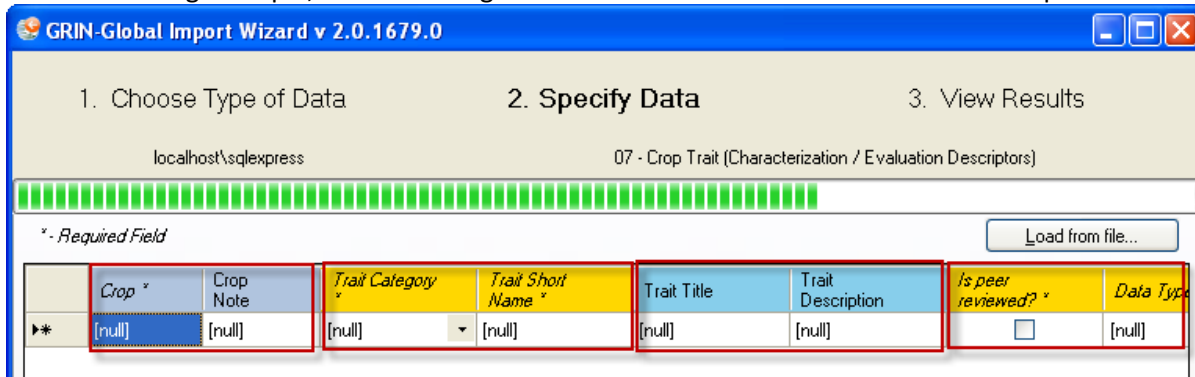 GRIN-Global Import Wizard v 2.0.1679.0
1. Choose Type of Data 2. Specify Data 3. View Results
localhost\sqlexpress 07 - Crop Trait (Characterization / Evaluation Descriptors)
* - Required Field Load from file...
Crop * Crop Note Trait Category * Trait Short Name * Trait Title Trait Description Is peer reviewed? * Data Type
[null] [null] [null] [null] [null] [null] [null]